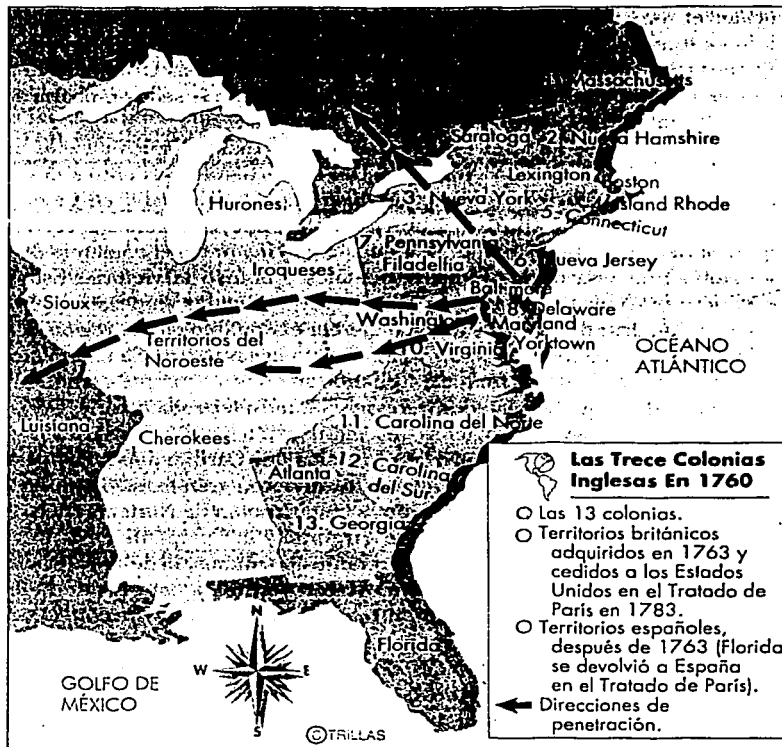 Massachusetts
Saratoga 2. Nueva Hamshire
Lexington Boston
Hurones 3. Nueva York Island Rhode
5. Connecticut
7. Pennsylvania
Iroqueses Filadelfia 6. Nueva Jersey
Baltimore
Sioux 8. Delaware
Washington Maryland
Territorios del Noroeste 10. Virginia Yorktown
OCÉANO
ATLÁNTICO
Luisiana Cherokees 11. Carolina del Norte
Atlanta 12. Carolina
del Sur
13. Georgia
Florida
GOLFO DE
MÉXICO
N
W E
S
©TRILLAS
Las Trece Colonias
Inglesas En 1760
Las 13 colonias.
Territorios británicos
adquiridos en 1763 y
cedidos a los Estados
Unidos en el Tratado de
París en 1783.
Territorios españoles,
después de 1763 (Florida
se devolvió a España
en el Tratado de París).
Direcciones de
penetración.